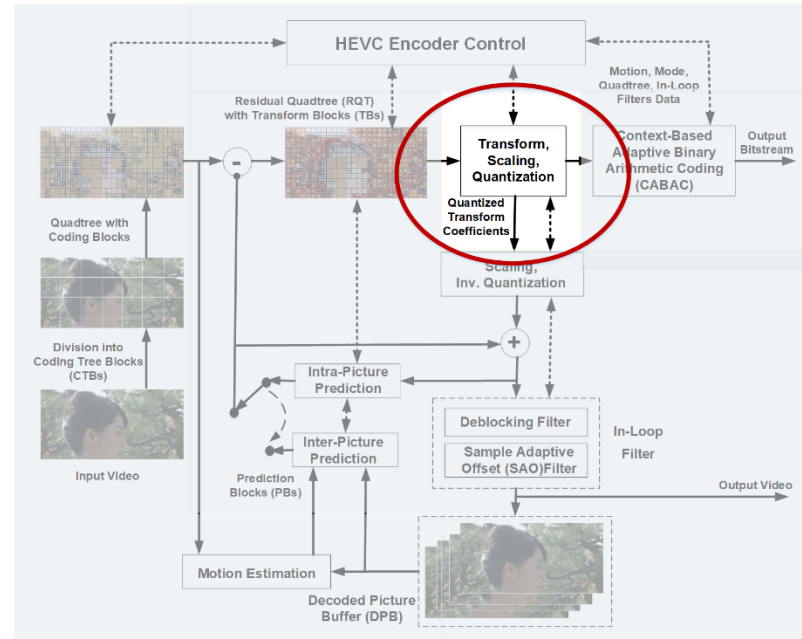 HEVC Encoder Control
Motion, Mode,
Quadtree, In-Loop
Filters Data
Residual Quadtree (RQT)
with Transform Blocks (TBs)
-
Transform,
Scaling,
Quantization
Context-Based
Adaptive Binary
Arithmetic Coding
(CABAC)
Output
Bitstream
Quantized
Transform
Coefficients
Quadtree with
Coding Blocks
Scaling,
Inv. Quantization
+
Division into
Coding Tree Blocks
(CTBs)
Intra-Picture
Prediction
Deblocking Filter
In-Loop
Filter
Sample Adaptive
Offset (SAO)Filter
Inter-Picture
Prediction
Input Video
Prediction
Blocks (PBs)
Output Video
Motion Estimation
Decoded Picture
Buffer (DPB)